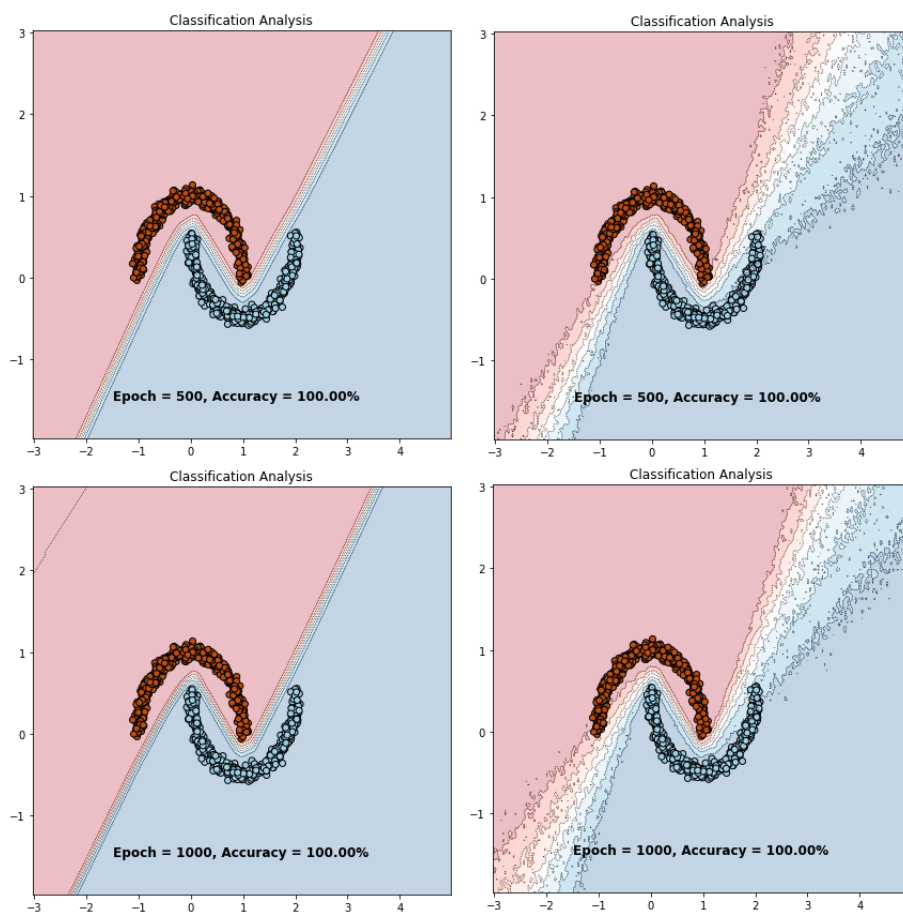 Classification Analysis
3
2
1
0
−1
Epoch = 500, Accuracy = 100.00%
−3 −2 −1 0 1 2 3 4
Classification Analysis
3
2
1
0
−1
Epoch = 500, Accuracy = 100.00%
−3 −2 −1 0 1 2 3 4
Classification Analysis
3
2
1
0
−1
Epoch = 1000, Accuracy = 100.00%
−3 −2 −1 0 1 2 3 4
Classification Analysis
3
2
1
0
−1
Epoch = 1000, Accuracy = 100.00%
−3 −2 −1 0 1 2 3 4